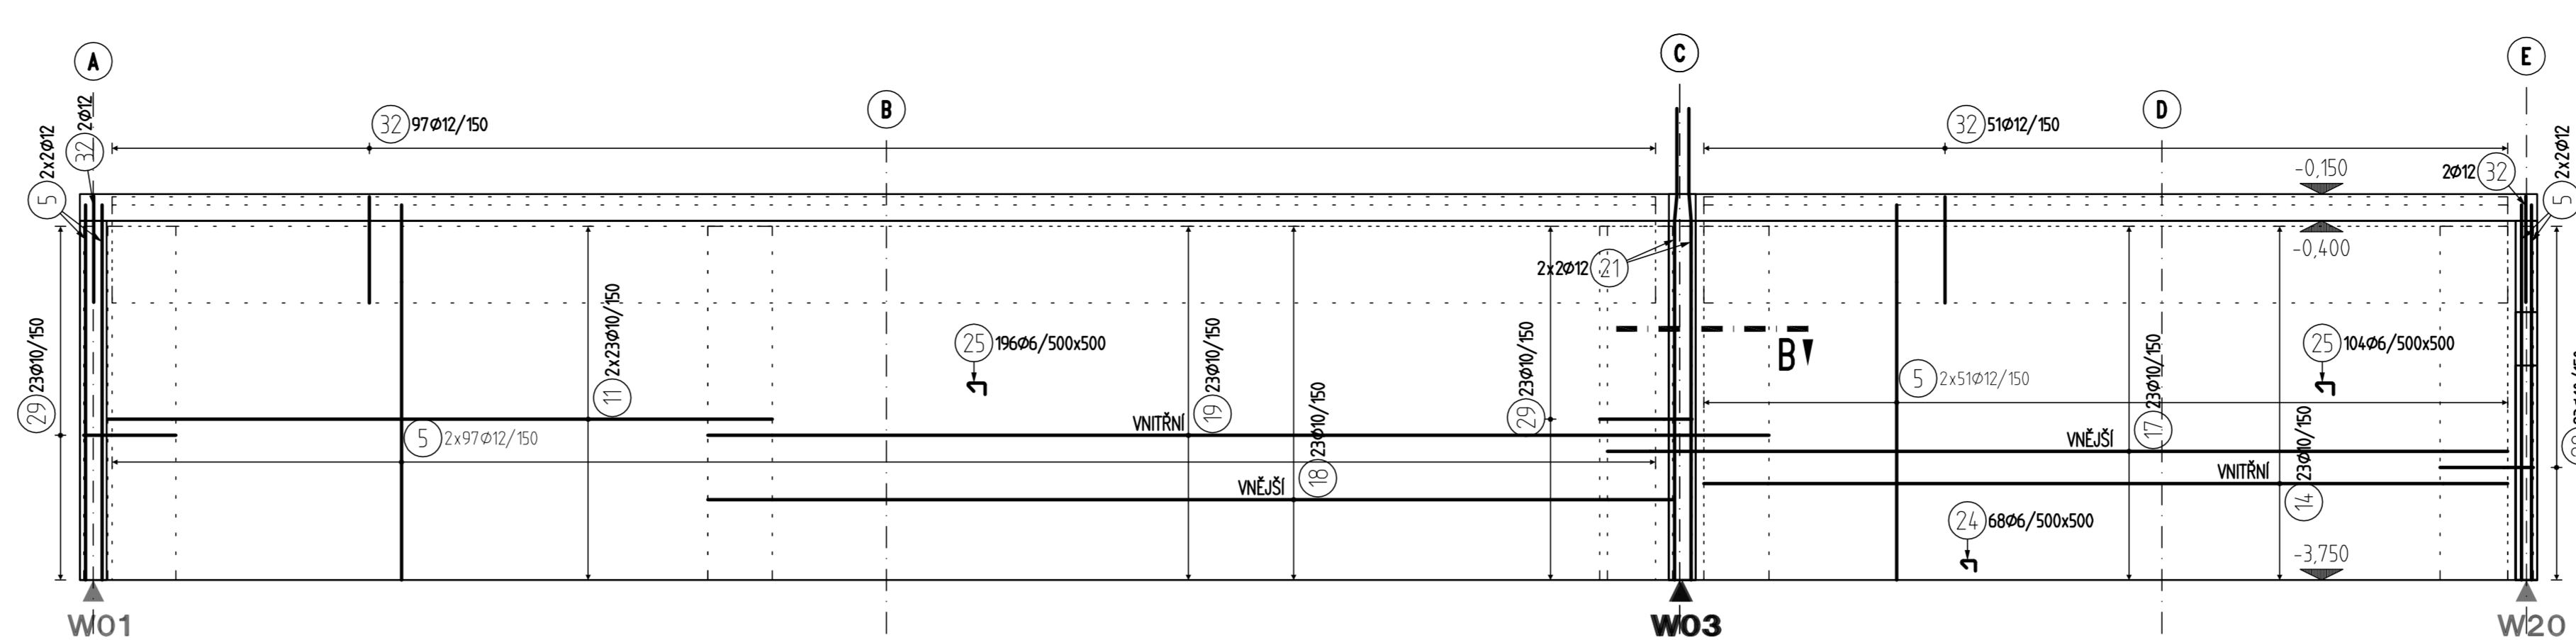 A
C
E
B
D
32 97Ø12/150
32 51Ø12/150
5 2x2Ø12
32 2Ø12
-0,150
2Ø12 32
5 2x2Ø12
-0,400
2x2Ø12 21
29 23Ø10/150
11 2x23Ø10/150
25 196Ø6/500x500
19 23Ø10/150
29 23Ø10/150
B
25 104Ø6/500x500
5 2x51Ø12/150
17 23Ø10/150
VNITŘNÍ
5 2x97Ø12/150
18 23Ø10/150
VNĚJŠÍ
VNĚJŠÍ
VNITŘNÍ
14 23Ø10/150
24 68Ø6/500x500
-3,750
W01
W03
W20